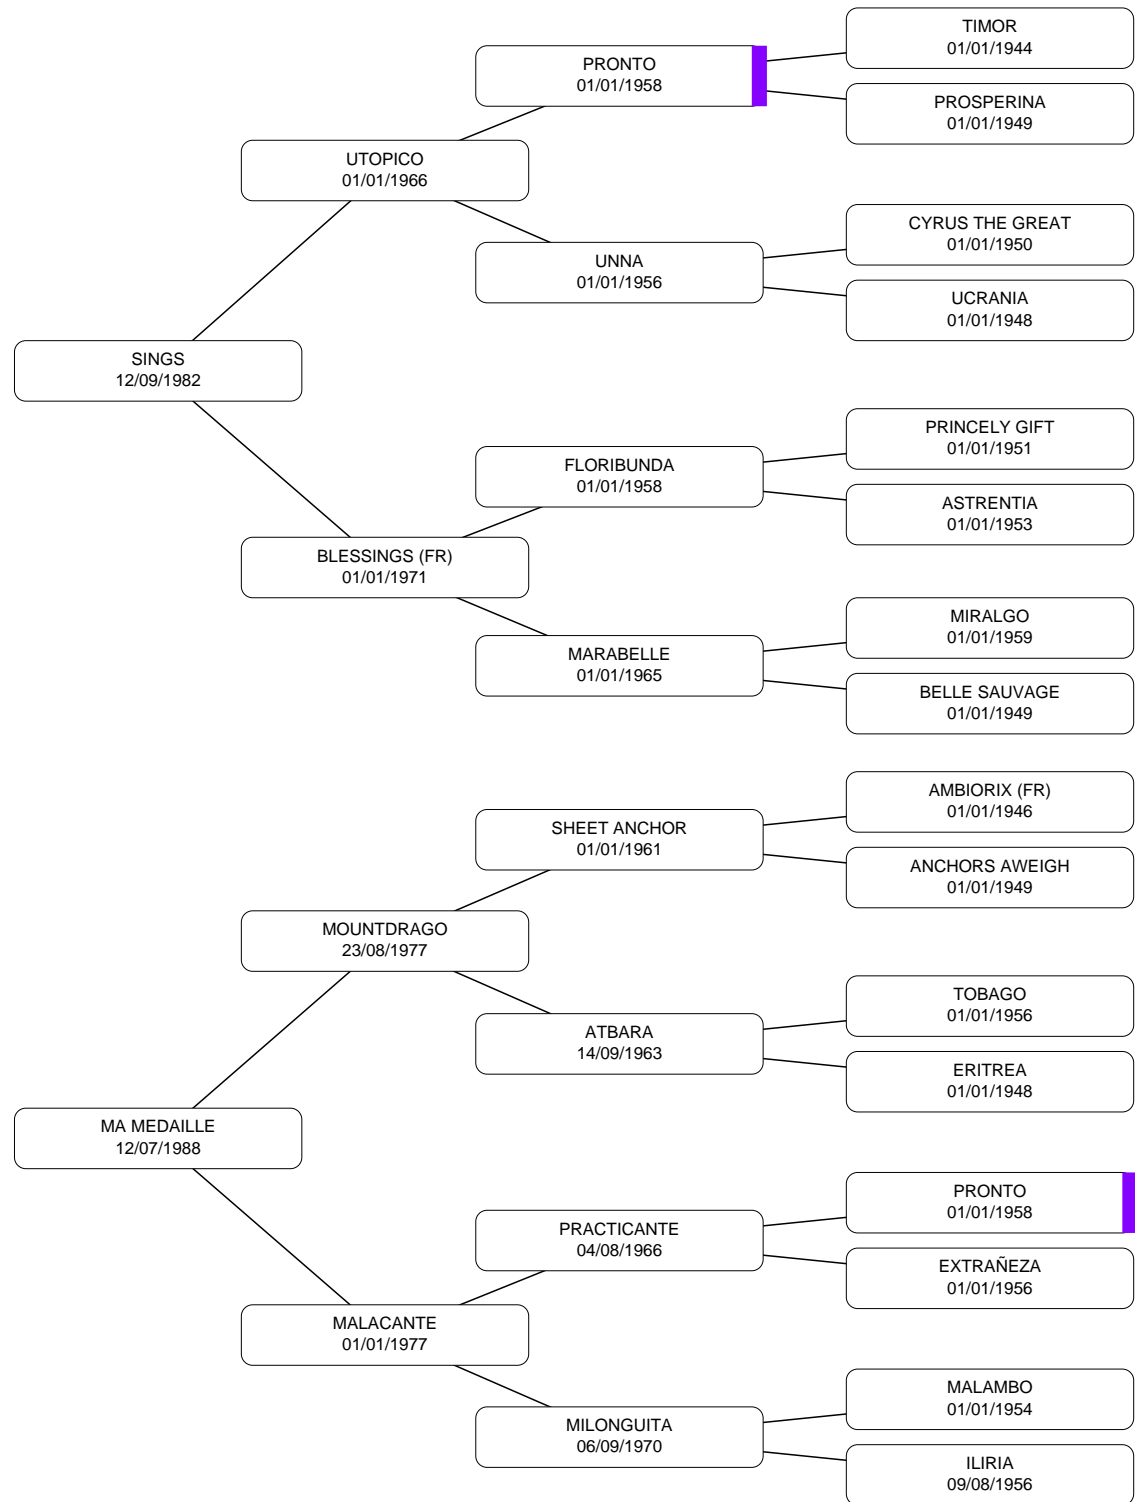 TIMOR
01/01/1944
PRONTO
01/01/1958
PROSPERINA
01/01/1949
UTOPICO
01/01/1966
CYRUS THE GREAT
01/01/1950
UNNA
01/01/1956
UCRANIA
01/01/1948
SINGS
12/09/1982
PRINCELY GIFT
01/01/1951
FLORIBUNDA
01/01/1958
ASTRENTIA
01/01/1953
BLESSINGS (FR)
01/01/1971
MIRALGO
01/01/1959
MARABELLE
01/01/1965
BELLE SAUVAGE
01/01/1949
AMBIORIX (FR)
01/01/1946
SHEET ANCHOR
01/01/1961
ANCHORS AWEIGH
01/01/1949
MOUNTDRAGO
23/08/1977
TOBAGO
01/01/1956
ATBARA
14/09/1963
ERITREA
01/01/1948
MA MEDAILLE
12/07/1988
PRONTO
01/01/1958
PRACTICANTE
04/08/1966
EXTRAÑEZA
01/01/1956
MALACANTE
01/01/1977
MALAMBO
01/01/1954
MILONGUITA
06/09/1970
ILIRIA
09/08/1956